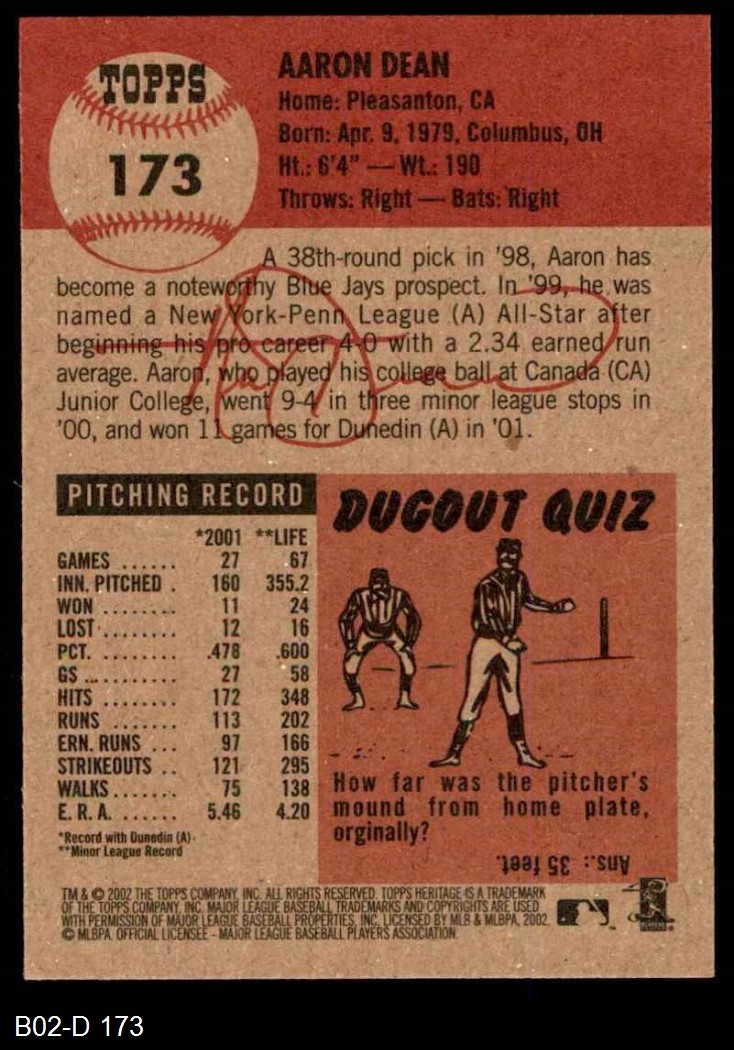 TOPPS
173
AARON DEAN
Home: Pleasanton, CA
Born: Apr. 9, 1979, Columbus, OH
Ht.: 6'4" — Wt.: 190
Throws: Right — Bats: Right
A 38th-round pick in '98, Aaron has
become a noteworthy Blue Jays prospect. In '99, he was
named a New York-Penn League (A) All-Star after
beginning his pro career 4-0 with a 2.34 earned run
average. Aaron, who played his college ball at Canada (CA)
Junior College, went 9-4 in three minor league stops in
'00, and won 11 games for Dunedin (A) in '01.
PITCHING RECORD
*2001 **LIFE
GAMES ...... 27 67
INN. PITCHED . 160 355.2
WON ........ 11 24
LOST ........ 12 16
PCT. ........ .478 .600
GS .......... 27 58
HITS ........ 172 348
RUNS ....... 113 202
ERN. RUNS ... 97 166
STRIKEOUTS .. 121 295
WALKS....... 75 138
E. R. A. ...... 5.46 4.20
*Record with Dunedin (A)
**Minor League Record
DUGOUT QUIZ
How far was the pitcher's
mound from home plate,
orginally?
Ans.: 35 feet.
TM & © 2002 THE TOPPS COMPANY, INC. ALL RIGHTS RESERVED. TOPPS HERITAGE IS A TRADEMARK
OF THE TOPPS COMPANY, INC. MAJOR LEAGUE BASEBALL TRADEMARKS AND COPYRIGHTS ARE USED
WITH PERMISSION OF MAJOR LEAGUE BASEBALL PROPERTIES, INC. LICENSED BY MLB & MLBPA, 2002.
© MLBPA. OFFICIAL LICENSEE - MAJOR LEAGUE BASEBALL PLAYERS ASSOCIATION.
B02-D 173